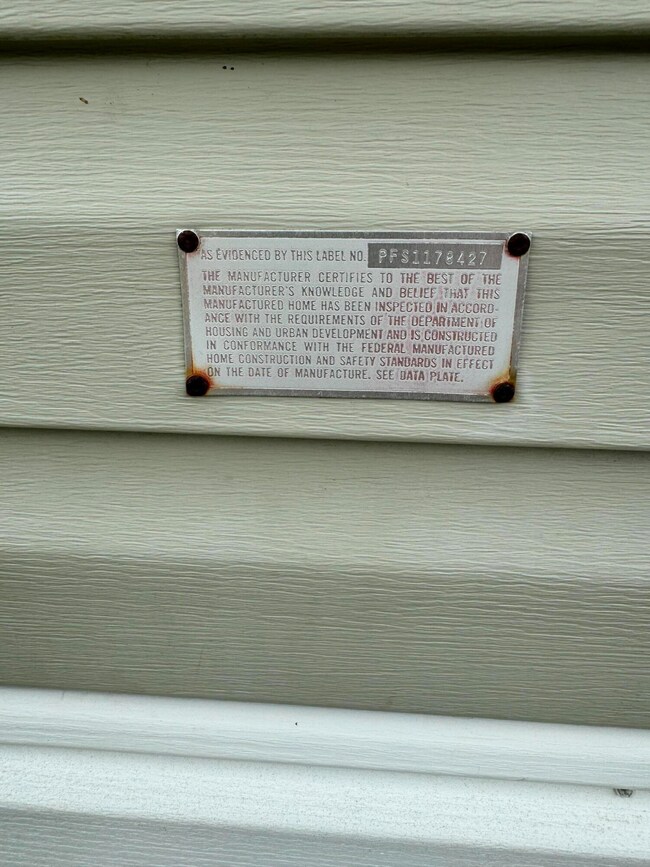 AS EVIDENCED BY THIS LABEL NO. PFS1178427
THE MANUFACTURER CERTIFIES TO THE BEST OF THE
MANUFACTURER'S KNOWLEDGE AND BELIEF THAT THIS
MANUFACTURED HOME HAS BEEN INSPECTED IN ACCORD-
ANCE WITH THE REQUIREMENTS OF THE DEPARTMENT OF
HOUSING AND URBAN DEVELOPMENT AND IS CONSTRUCTED
IN CONFORMANCE WITH THE FEDERAL MANUFACTURED
HOME CONSTRUCTION AND SAFETY STANDARDS IN EFFECT
ON THE DATE OF MANUFACTURE. SEE DATA PLATE.